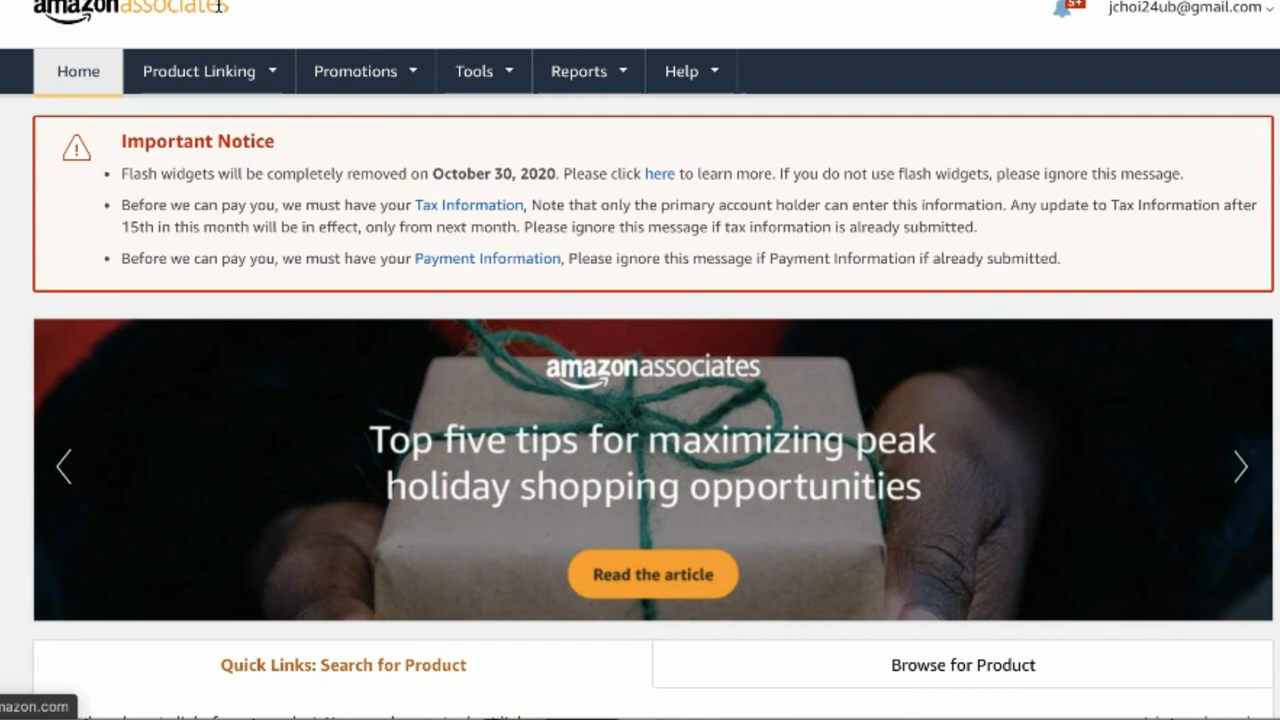 amazonassociates
5+
jchoi24ub@gmail.com
Home
Product Linking
Promotions
Tools
Reports
Help
Important Notice
• Flash widgets will be completely removed on October 30, 2020. Please click here to learn more. If you do not use flash widgets, please ignore this message.
• Before we can pay you, we must have your Tax Information, Note that only the primary account holder can enter this information. Any update to Tax Information after
15th in this month will be in effect, only from next month. Please ignore this message if tax information is already submitted.
• Before we can pay you, we must have your Payment Information, Please ignore this message if Payment Information if already submitted.
amazonassociates
Top five tips for maximizing peak
holiday shopping opportunities
Read the article
Quick Links: Search for Product
Browse for Product
mazon.com